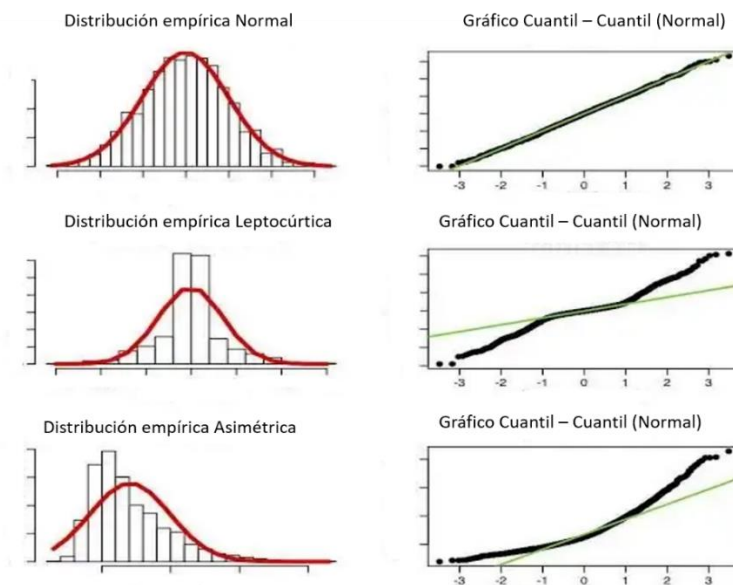 Distribución empírica Normal
Gráfico Cuantil – Cuantil (Normal)
-3 -2 -1 0 1 2 3
Distribución empírica Leptocúrtica
Gráfico Cuantil – Cuantil (Normal)
-3 -2 -1 0 1 2 3
Distribución empírica Asimétrica
Gráfico Cuantil – Cuantil (Normal)
-3 -2 -1 0 1 2 3